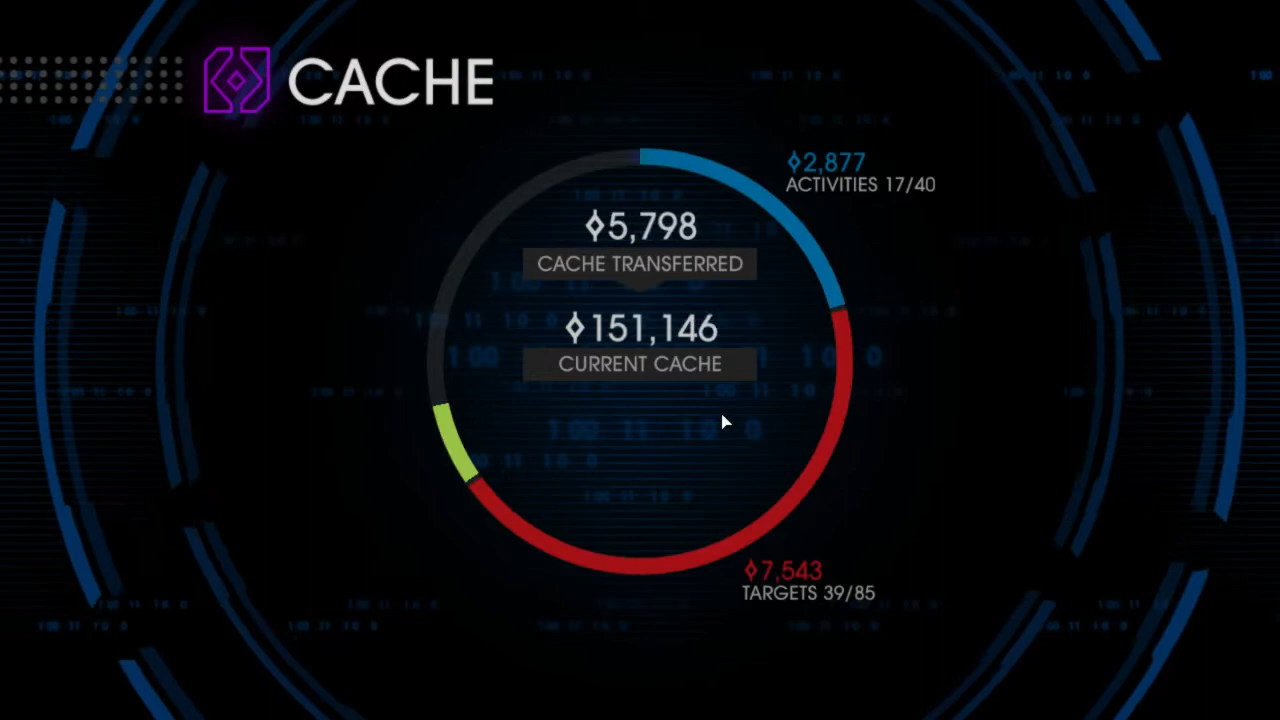 CACHE
2,877
ACTIVITIES 17/40
5,798
CACHE TRANSFERRED
151,146
CURRENT CACHE
7,543
TARGETS 39/85